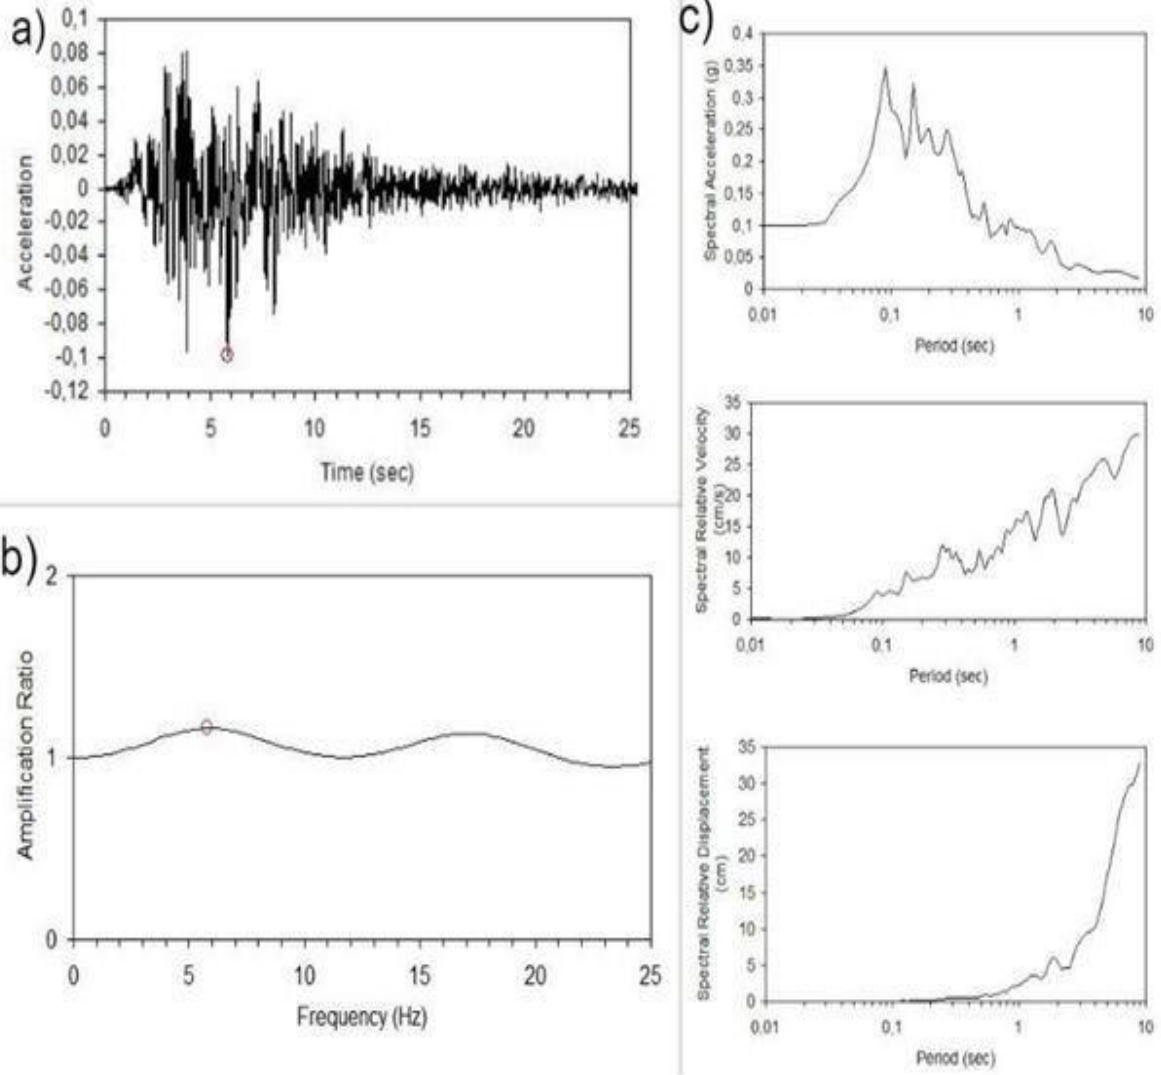 a)
0,1
0,08
0,06
0,04
0,02
0
-0,02
-0,04
-0,06
-0,08
-0,1
-0,12
Acceleration
0 5 10 15 20 25
Time (sec)
b)
2
1
0
Amplification Ratio
0 5 10 15 20 25
Frequency (Hz)
c)
0,4
0,35
0,3
0,25
0,2
0,15
0,1
0,05
0
Spectral Acceleration (g)
0.01 0,1 1 10
Period (sec)
35
30
25
20
15
10
5
0
Spectral Relative Velocity
(cm/s)
0,01 0.1 1 10
Period (sec)
35
30
25
20
15
10
5
0
Spectral Relative Displacement
(cm)
0.01 0.1 1 10
Period (sec)